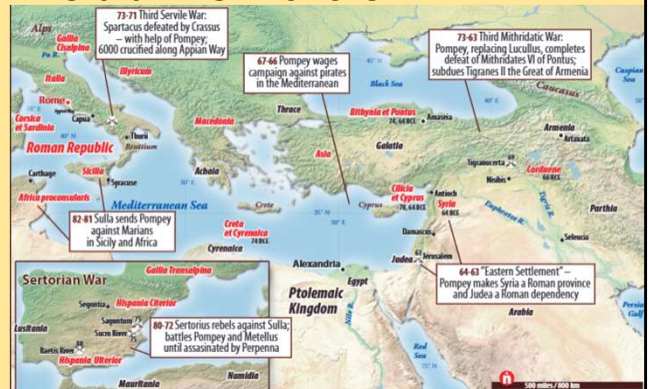 73-71 Third Servile War:
Spartacus defeated by Crassus
– with help of Pompey;
6000 crucified along Appian Way
73-63 Third Mithridatic War:
Pompey, replacing Lucullus, completes
defeat of Mithridates VI of Pontus;
subdues Tigranes II the Great of Armenia
67-66 Pompey wages
campaign against pirates
in the Mediterranean
Alps
Gallia
Cisalpina
Po R.
Illyricum
Italia
Rome
Corsica
et Sardinia
Capua
Thurii
Bruttium
Roman Republic
Macedonia
Thrace
Black Sea
Caucasus
Caspian
Sea
Bithynia et Pontus
74, 64 BCE
Amaseia
Armenia
Artaxata
Asia
Galatia
Tigranocerta
69
Nisibis
Corduene
66 BCE
Carthage
Sicilia
Syracuse
Achaia
Africa proconsularis
Mediterranean Sea
Crete
Cyprus
Cilicia
et Cyprus
Antioch
Syria
64 BCE
Euphrates R.
Tigris R.
Parthia
Seleucia
82-81 Sulla sends Pompey
against Marians
in Sicily and Africa
Creta
et Cyrenaica
74 BCE
Cyrenaica
Damascus
Alexandria
Judea
63
Jerusalem
64-63 "Eastern Settlement" –
Pompey makes Syria a Roman province
and Judea a Roman dependency
Egypt
Ptolemaic
Kingdom
Nile R.
Arabia
Persian
Gulf
Red
Sea
Sertorian War
Gallia Transalpina
Segontia
Hispania Citerior
Lusitania
Saguntum
75
Sucro River
75
Baetis River
80
Hispania Ulterior
80-72 Sertorius rebels against Sulla;
battles Pompey and Metellus
until assasinated by Perpenna
Mauritania
Numidia
500 miles / 800 km